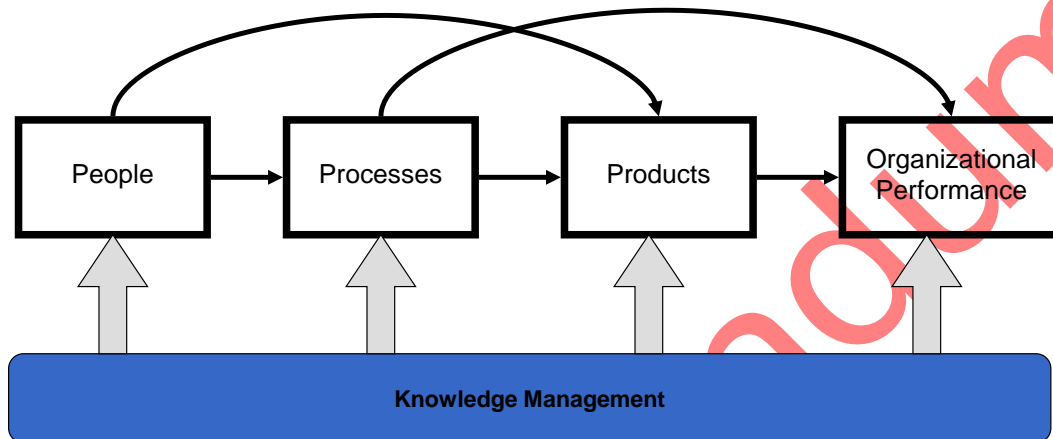 People
Processes
Products
Organizational
Performance
Knowledge Management